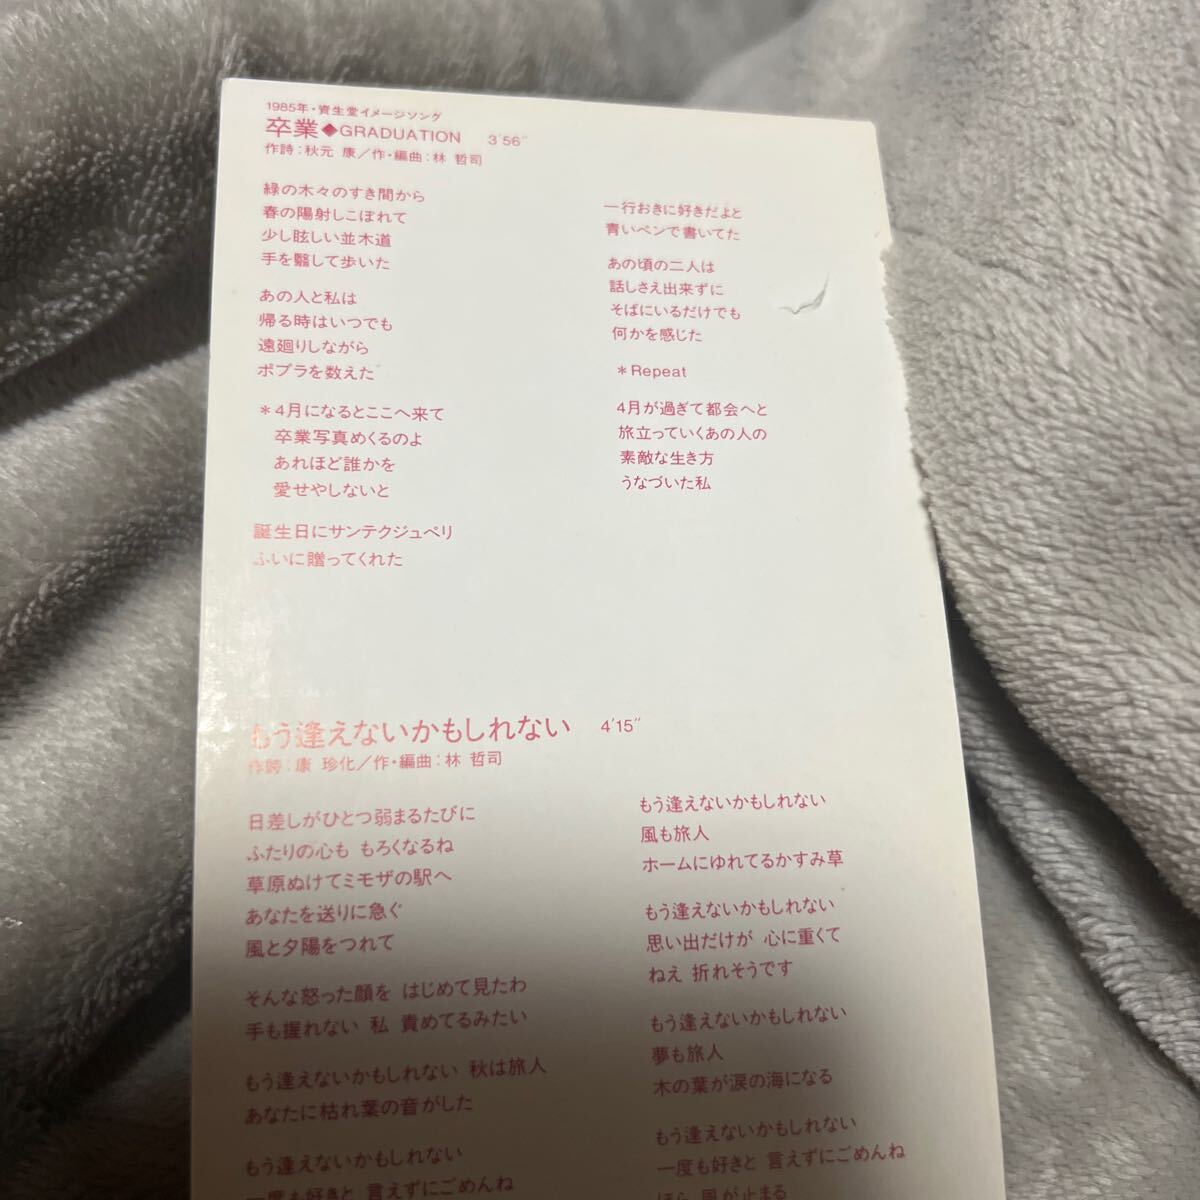 1985年・資生堂イメージソング
卒業◆GRADUATION 3′56″
作詩：秋元 康／作・編曲：林 哲司
緑の木々のすき間から
春の陽射しこぼれて
少し眩しい並木道
手を翳して歩いた
あの人と私は
帰る時はいつでも
遠廻りしながら
ポプラを数えた
＊4月になるとここへ来て
卒業写真めくるのよ
あれほど誰かを
愛せやしないと
誕生日にサンテクジュペリ
ふいに贈ってくれた
一行おきに好きだよと
青いペンで書いてた
あの頃の二人は
話しさえ出来ずに
そばにいるだけでも
何かを感じた
＊Repeat
4月が過ぎて都会へと
旅立っていくあの人の
素敵な生き方
うなづいた私
もう逢えないかもしれない 4′15″
作詩：康 珍化／作・編曲：林 哲司
日差しがひとつ弱まるたびに
ふたりの心も もろくなるね
草原ぬけてミモザの駅へ
あなたを送りに急ぐ
風と夕陽をつれて
そんな怒った顔を はじめて見たわ
手も握れない 私 責めてるみたい
もう逢えないかもしれない 秋は旅人
あなたに枯れ葉の音がした
もう逢えないかもしれない
一度も好きと 言えずにごめんね
もう逢えないかもしれない
風も旅人
ホームにゆれてるかすみ草
もう逢えないかもしれない
思い出だけが 心に重くて
ねえ 折れそうです
もう逢えないかもしれない
夢も旅人
木の葉が涙の海になる
もう逢えないかもしれない
一度も好きと 言えずにごめんね
ほら 風が止まる